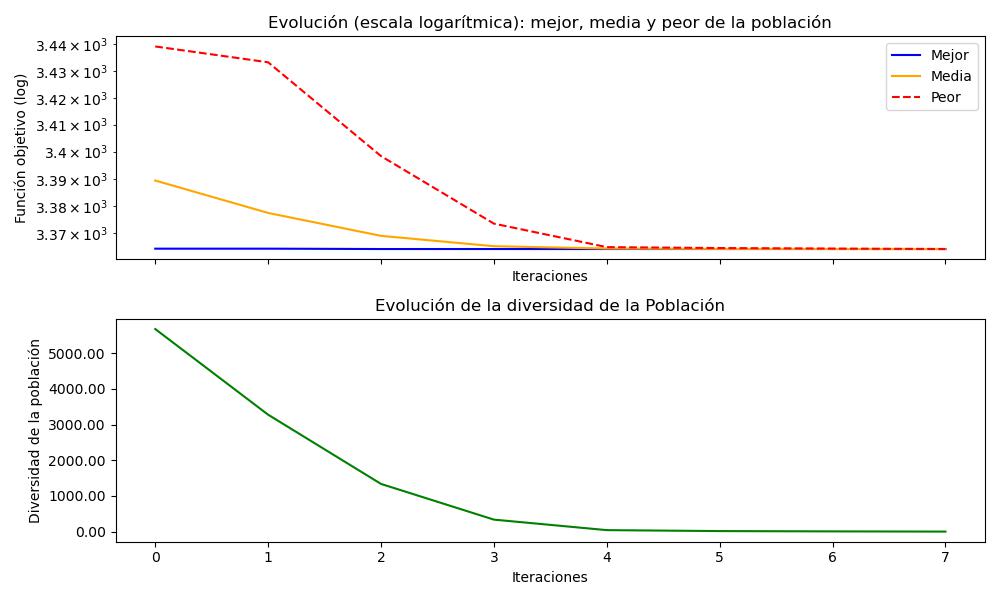 Evolución (escala logarítmica): mejor, media y peor de la población
Función objetivo (log)
3.44 × 10³
3.43 × 10³
3.42 × 10³
3.41 × 10³
3.4 × 10³
3.39 × 10³
3.38 × 10³
3.37 × 10³
Mejor
Media
Peor
Iteraciones
Evolución de la diversidad de la Población
Diversidad de la población
5000.00
4000.00
3000.00
2000.00
1000.00
0.00
0 1 2 3 4 5 6 7
Iteraciones